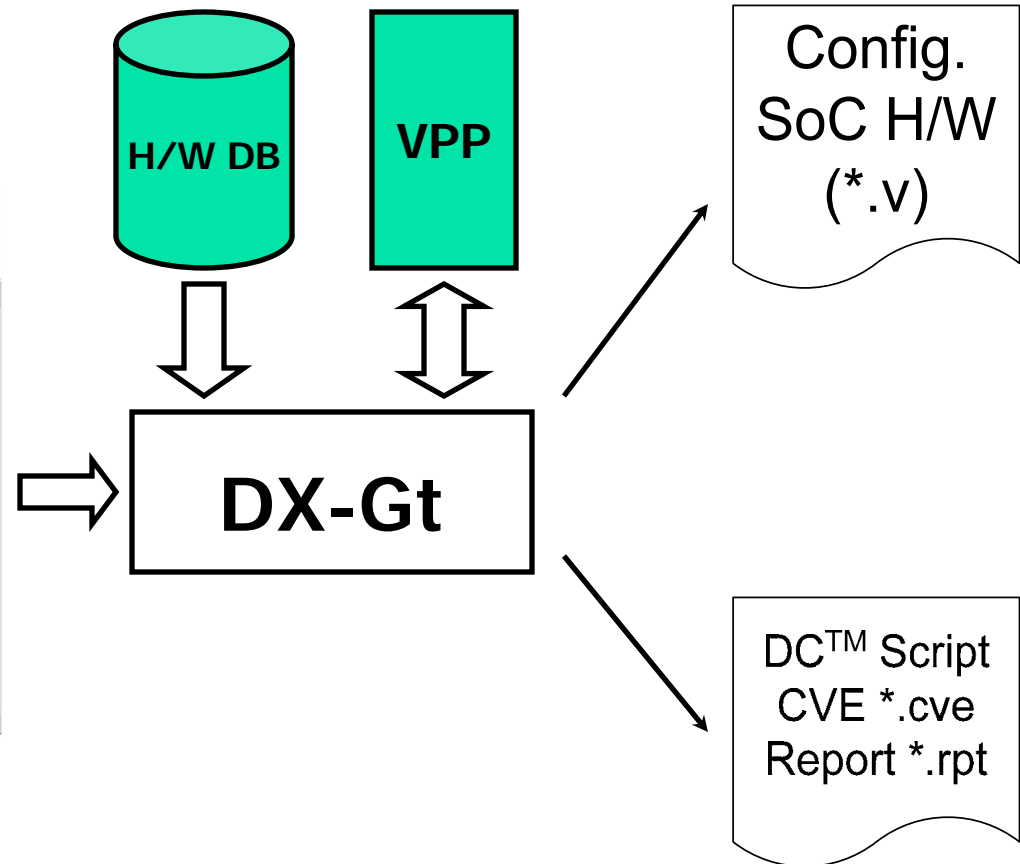 H/W DB
VPP
Config.
SoC H/W
(*.v)
DX-Gt
DC™ Script
CVE *.cve
Report *.rpt